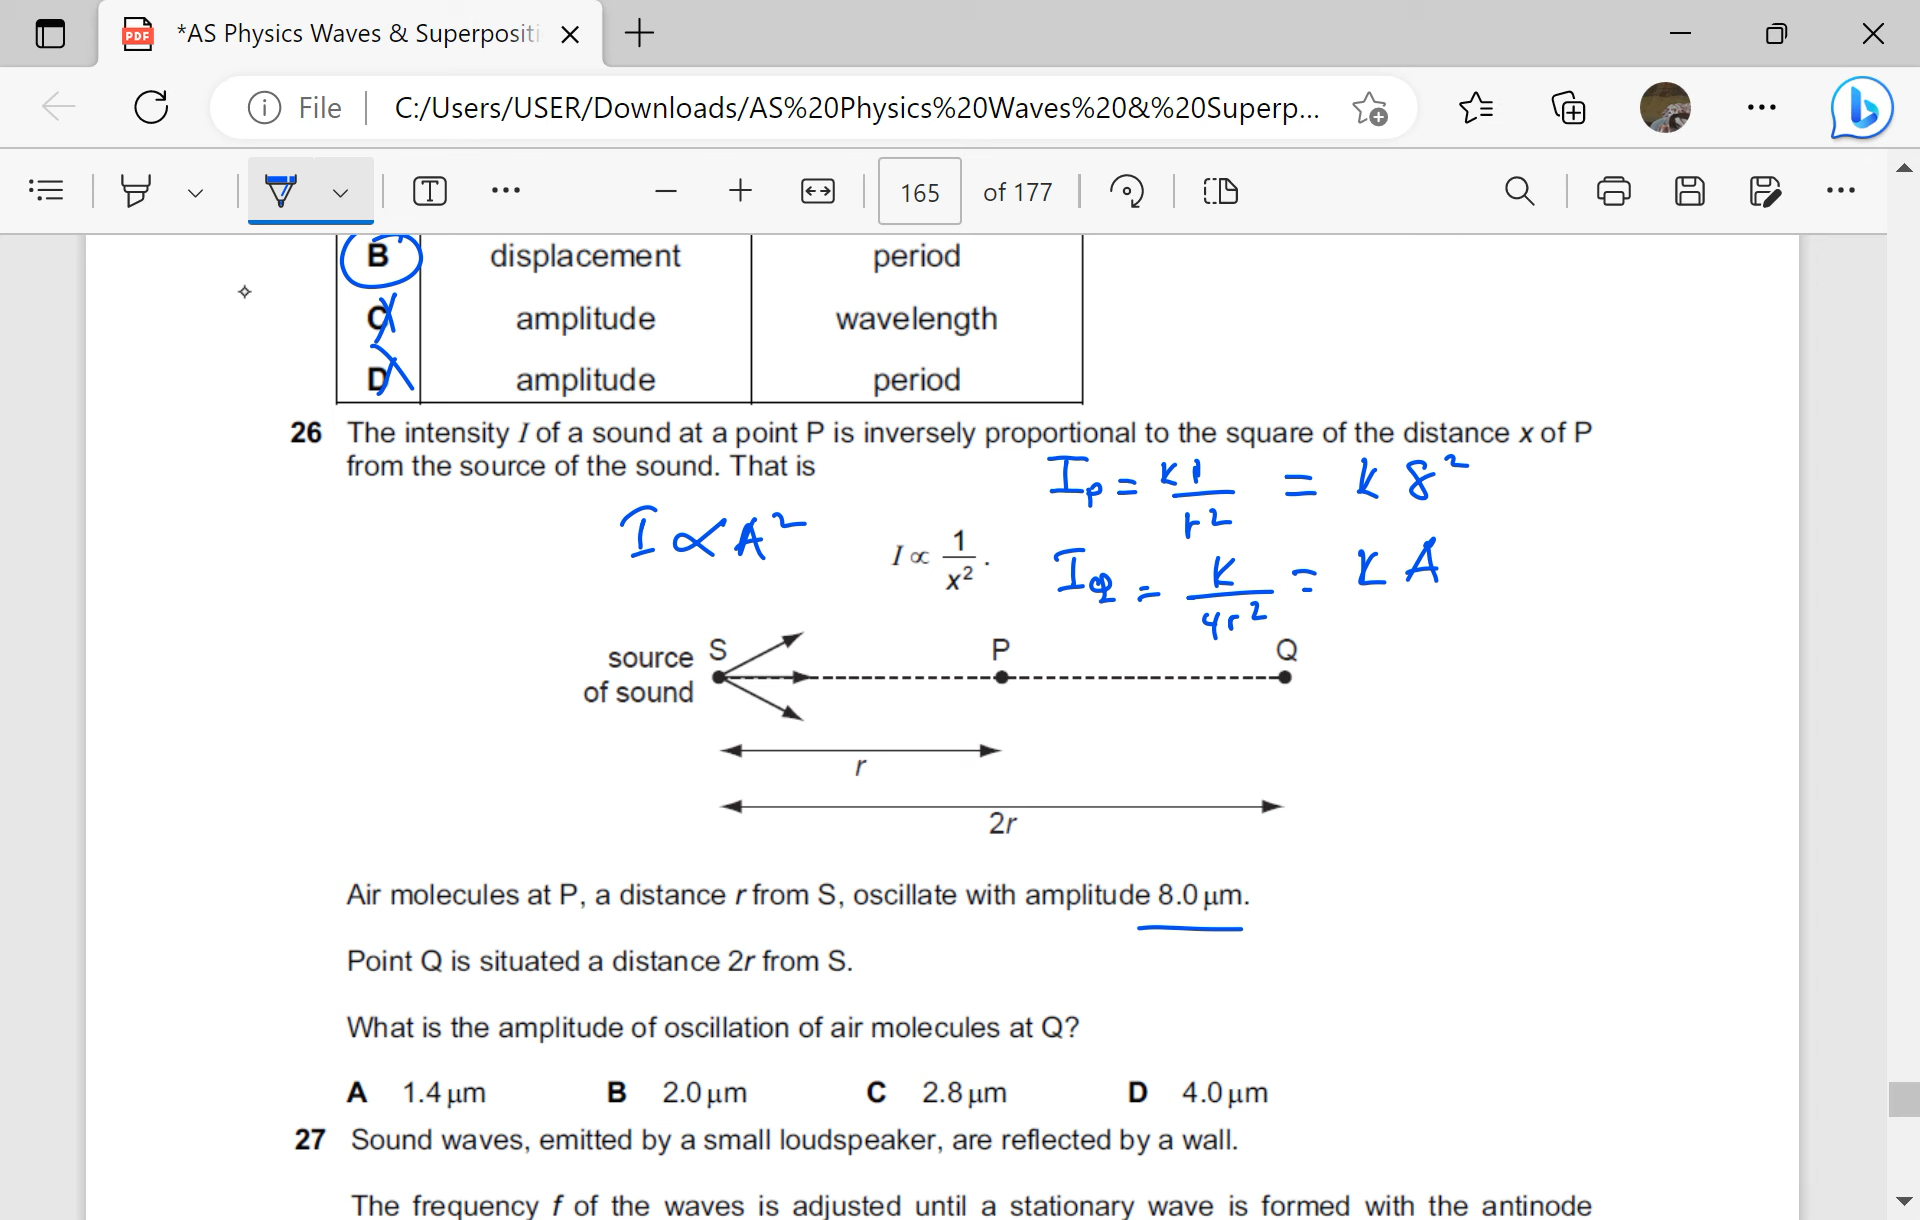 *AS Physics Waves & Superpositi
File C:/Users/USER/Downloads/AS%20Physics%20Waves%20&%20Superp...
165 of 177
B displacement period
C amplitude wavelength
D amplitude period
26 The intensity I of a sound at a point P is inversely proportional to the square of the distance x of P
from the source of the sound. That is
I_P = k1/r² = k 8²
I ∝ A²
I ∝ 1/x².
I_Q = k/4r² = k A
source of sound S P Q
r
2r
Air molecules at P, a distance r from S, oscillate with amplitude 8.0 μm.
Point Q is situated a distance 2r from S.
What is the amplitude of oscillation of air molecules at Q?
A 1.4 μm B 2.0 μm C 2.8 μm D 4.0 μm
27 Sound waves, emitted by a small loudspeaker, are reflected by a wall.
The frequency f of the waves is adjusted until a stationary wave is formed with the antinode